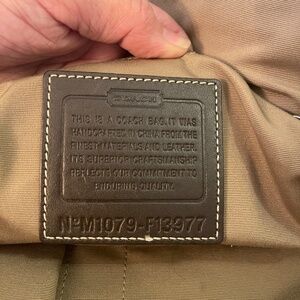 COACH
THIS IS A COACH BAG. IT WAS
HANDCRAFTED IN CHINA FROM THE
FINEST MATERIALS AND LEATHER.
ITS SUPERIOR CRAFTSMANSHIP
REFLECTS OUR COMMITMENT TO
ENDURING QUALITY.
NºM1079-F13977